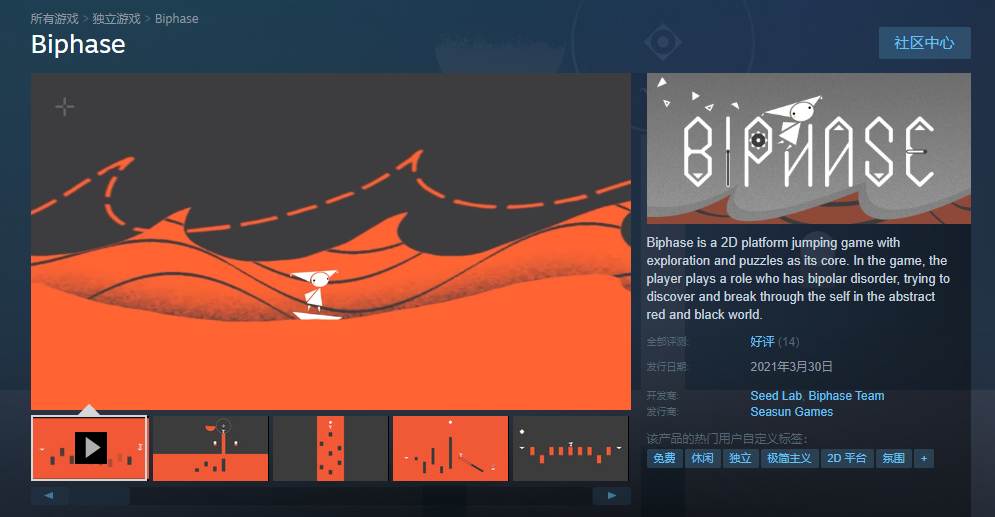 所有游戏 > 独立游戏 > Biphase
Biphase
社区中心
BIPHASE
Biphase is a 2D platform jumping game with
exploration and puzzles as its core. In the game, the
player plays a role who has bipolar disorder, trying to
discover and break through the self in the abstract
red and black world.
全部评测: 好评 (14)
发行日期: 2021年3月30日
开发商: Seed Lab, Biphase Team
发行商: Seasun Games
该产品的热门用户自定义标签:
免费 休闲 独立 极简主义 2D 平台 氛围 +